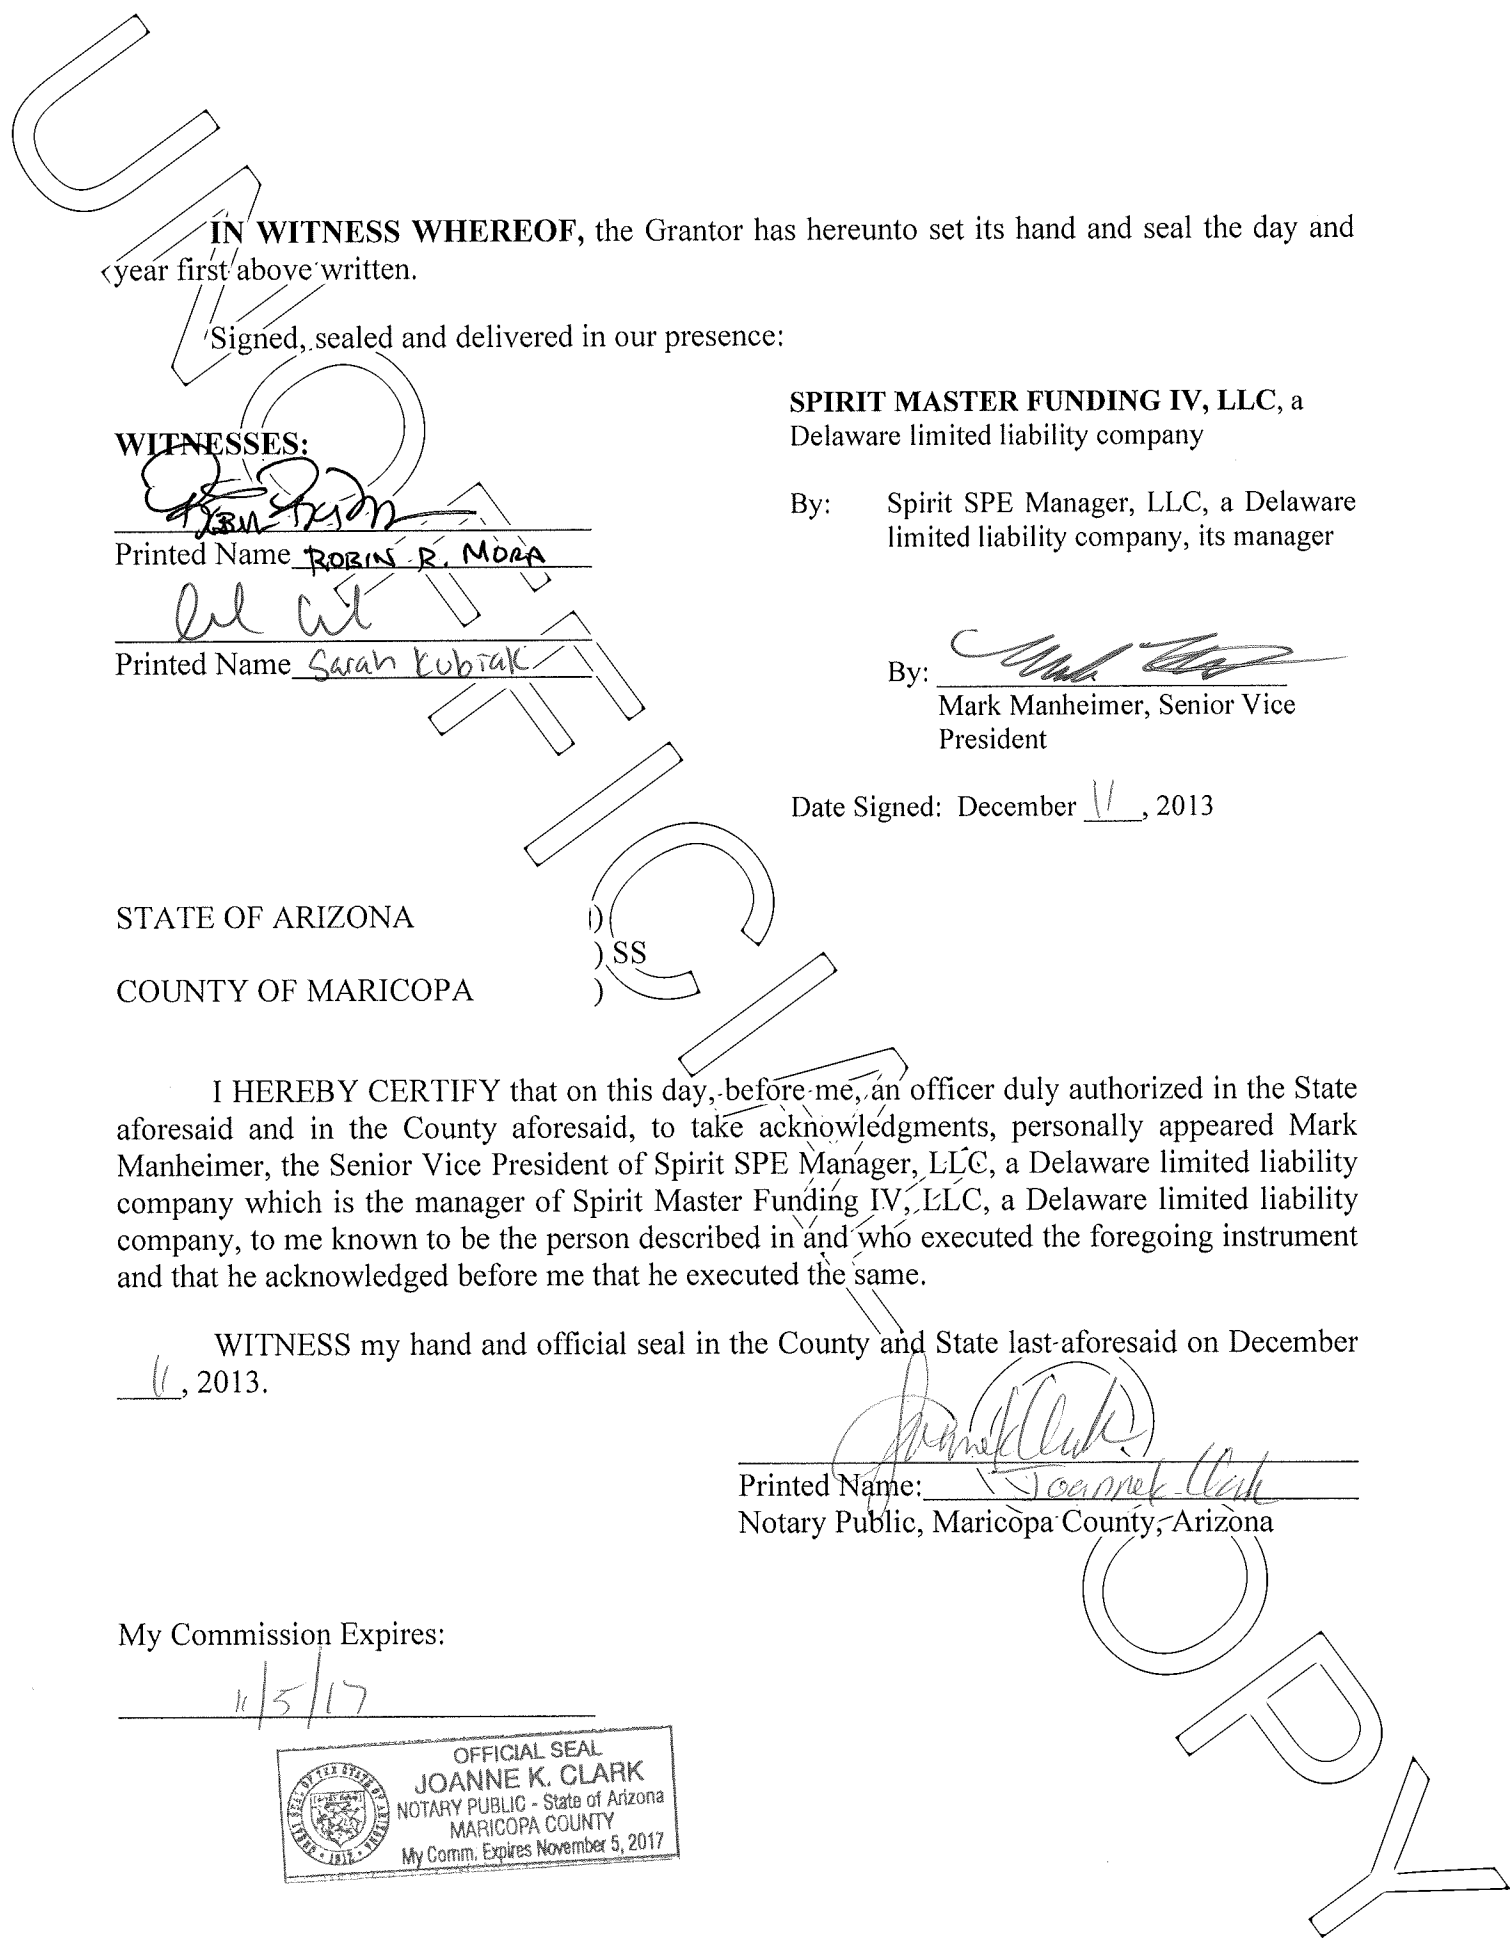 IN WITNESS WHEREOF, the Grantor has hereunto set its hand and seal the day and
year first above written.
Signed, sealed and delivered in our presence:
SPIRIT MASTER FUNDING IV, LLC, a
Delaware limited liability company
WITNESSES:
By: Spirit SPE Manager, LLC, a Delaware
limited liability company, its manager
Printed Name ROBIN R. MORA
Printed Name Sarah Kubiak
By:
Mark Manheimer, Senior Vice
President
Date Signed: December 11, 2013
STATE OF ARIZONA )
) SS
COUNTY OF MARICOPA )
I HEREBY CERTIFY that on this day, before me, an officer duly authorized in the State
aforesaid and in the County aforesaid, to take acknowledgments, personally appeared Mark
Manheimer, the Senior Vice President of Spirit SPE Manager, LLC, a Delaware limited liability
company which is the manager of Spirit Master Funding IV, LLC, a Delaware limited liability
company, to me known to be the person described in and who executed the foregoing instrument
and that he acknowledged before me that he executed the same.
WITNESS my hand and official seal in the County and State last aforesaid on December
11, 2013.
Joanne K Clark
Printed Name: Joanne K Clark
Notary Public, Maricopa County, Arizona
My Commission Expires:
11/5/17
OFFICIAL SEAL
JOANNE K. CLARK
NOTARY PUBLIC - State of Arizona
MARICOPA COUNTY
My Comm. Expires November 5, 2017
GREAT SEAL OF THE STATE OF ARIZONA
1912
UNOFFICIAL COPY